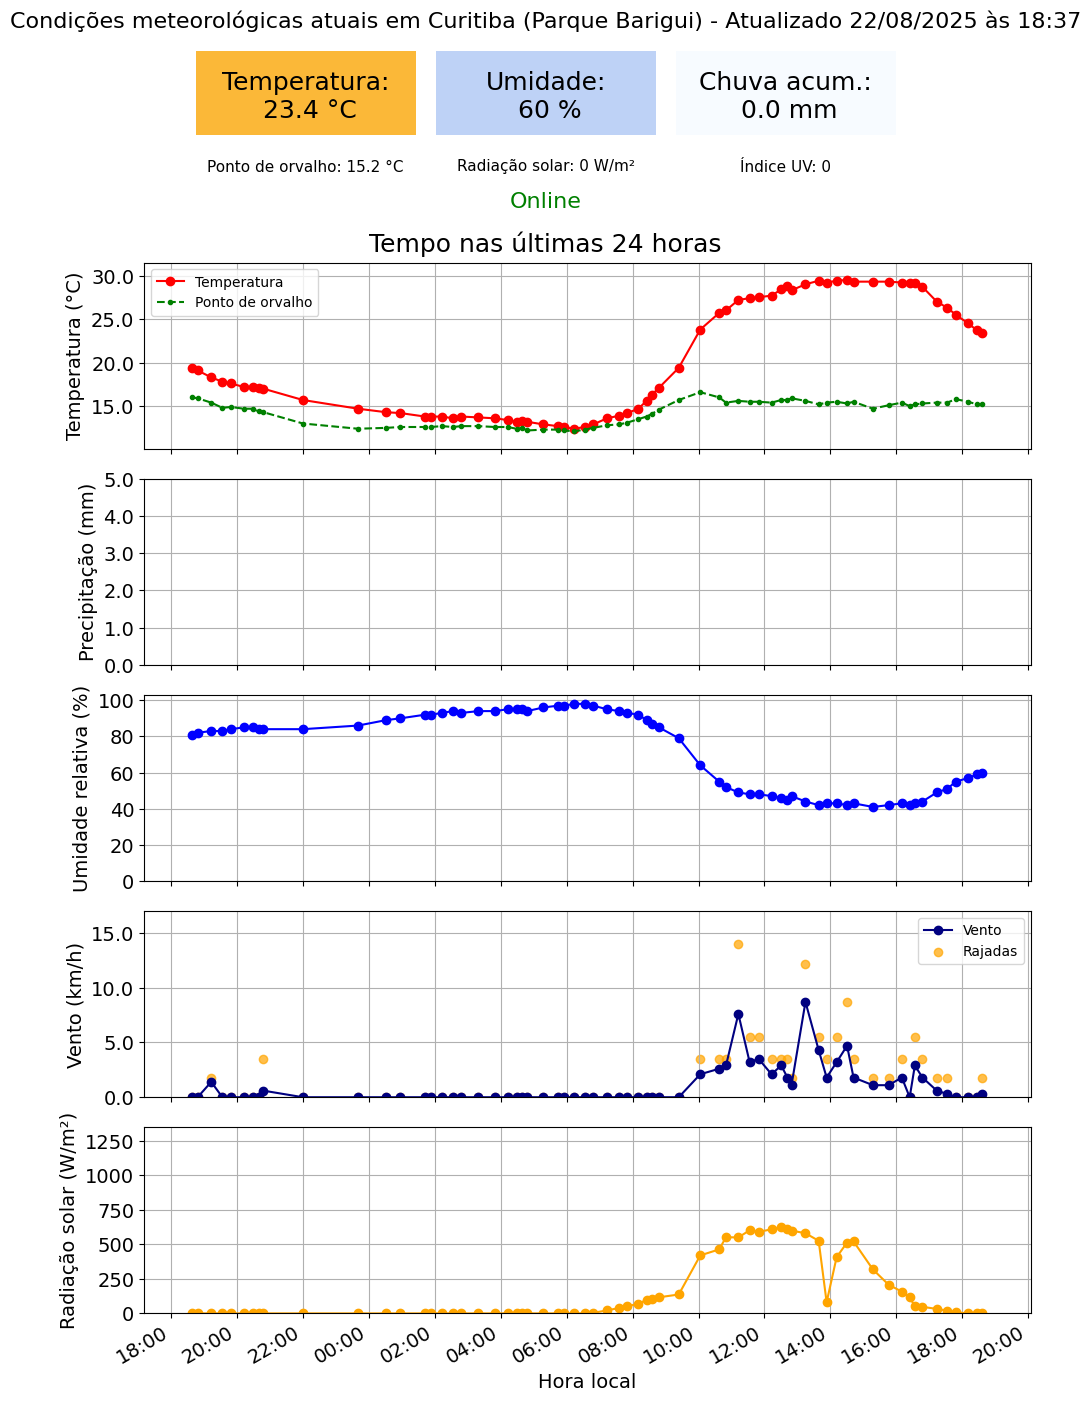 Condições meteorológicas atuais em Curitiba (Parque Barigui) - Atualizado 22/08/2025 às 18:37
Temperatura:
23.4 °C
Umidade:
60 %
Chuva acum.:
0.0 mm
Ponto de orvalho: 15.2 °C
Radiação solar: 0 W/m²
Índice UV: 0
Online
Tempo nas últimas 24 horas
Temperatura (°C)
30.0
25.0
20.0
15.0
Temperatura
Ponto de orvalho
Precipitação (mm)
5.0
4.0
3.0
2.0
1.0
0.0
Umidade relativa (%)
100
80
60
40
20
0
Vento (km/h)
15.0
10.0
5.0
0.0
Vento
Rajadas
Radiação solar (W/m²)
1250
1000
750
500
250
0
18:00
20:00
22:00
00:00
02:00
04:00
06:00
08:00
10:00
12:00
14:00
16:00
18:00
20:00
Hora local